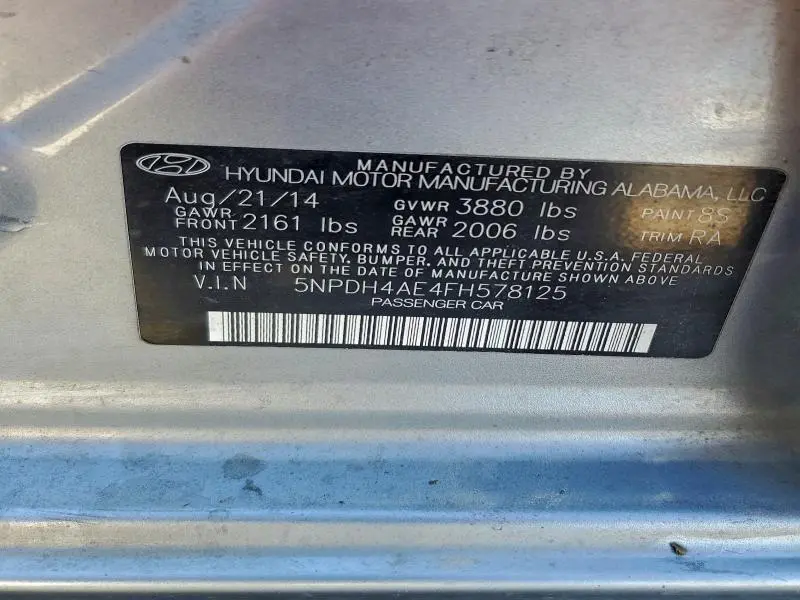 MANUFACTURED BY
HYUNDAI MOTOR MANUFACTURING ALABAMA, LLC
Aug/21/14 GVWR 3880 lbs PAINT 8S
GAWR FRONT 2161 lbs GAWR REAR 2006 lbs TRIM RA
THIS VEHICLE CONFORMS TO ALL APPLICABLE U.S.A. FEDERAL
MOTOR VEHICLE SAFETY, BUMPER, AND THEFT PREVENTION STANDARDS
IN EFFECT ON THE DATE OF MANUFACTURE SHOWN ABOVE
V.I.N 5NPDH4AE4FH578125
PASSENGER CAR